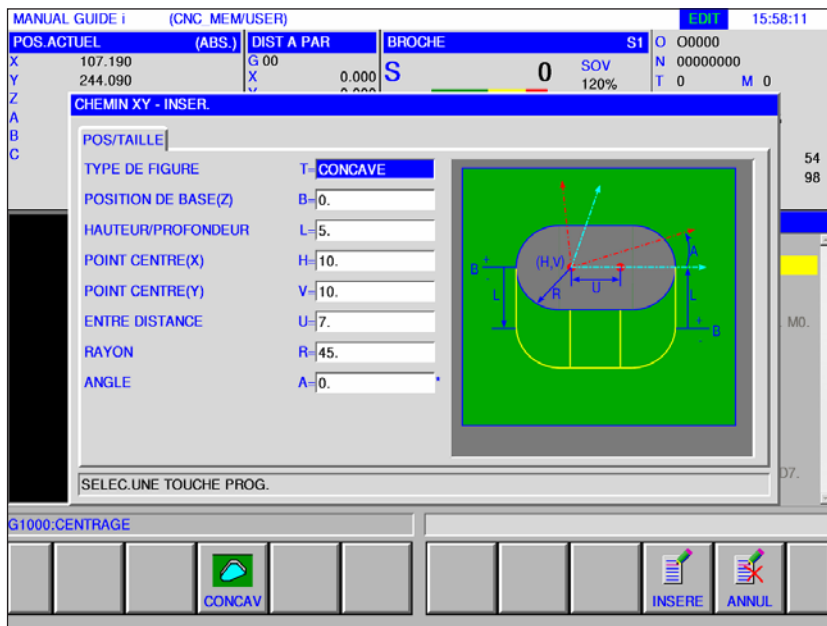 MANUAL GUIDE i (CNC_MEM/USER) EDIT 15:58:11
POS.ACTUEL (ABS.) DIST A PAR BROCHE S1 O O0000
X 107.190 G 00 S 0 SOV N 00000000
Y 244.090 X 0.000 120% T 0 M 0
Z
CHEMIN XY - INSER.
A
B POS/TAILLE
C TYPE DE FIGURE T= CONCAVE 54
98
POSITION DE BASE(Z) B= 0.
HAUTEUR/PROFONDEUR L= 5.
POINT CENTRE(X) H= 10.
POINT CENTRE(Y) V= 10.
ENTRE DISTANCE U= 7. M0.
RAYON R= 45.
ANGLE A= 0. *
B + - L (H,V) R U A L + - B
D7.
SELEC.UNE TOUCHE PROG.
G1000:CENTRAGE
CONCAV INSERE ANNUL